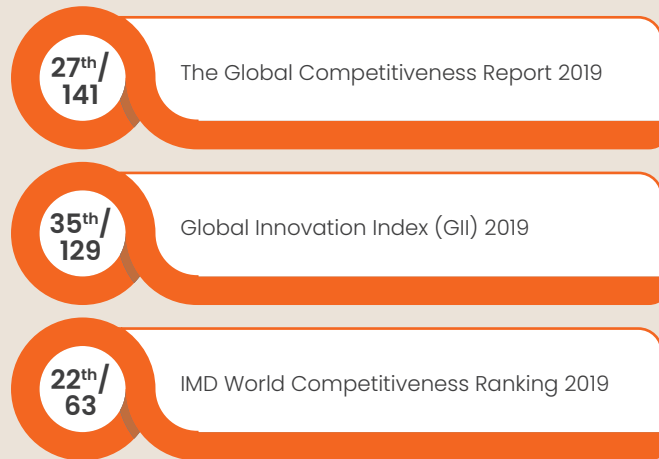 27th/
141
The Global Competitiveness Report 2019
35th/
129
Global Innovation Index (GII) 2019
22th/
63
IMD World Competitiveness Ranking 2019